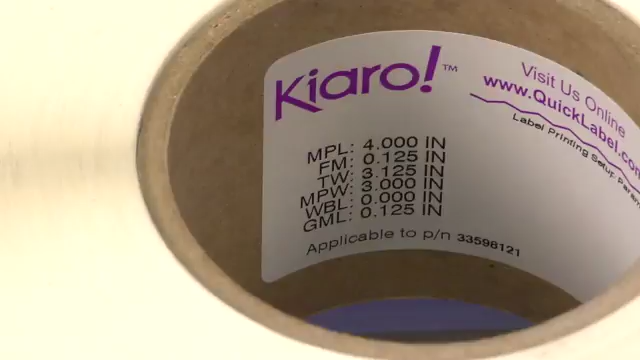 Kiaro!™
Visit Us Online
www.QuickLabel.com
Label Printing Setup
MPL: 4.000 IN
FM: 0.125 IN
TW: 3.125 IN
MPW: 3.000 IN
WBL: 0.000 IN
GML: 0.125 IN
Applicable to p/n 33598121